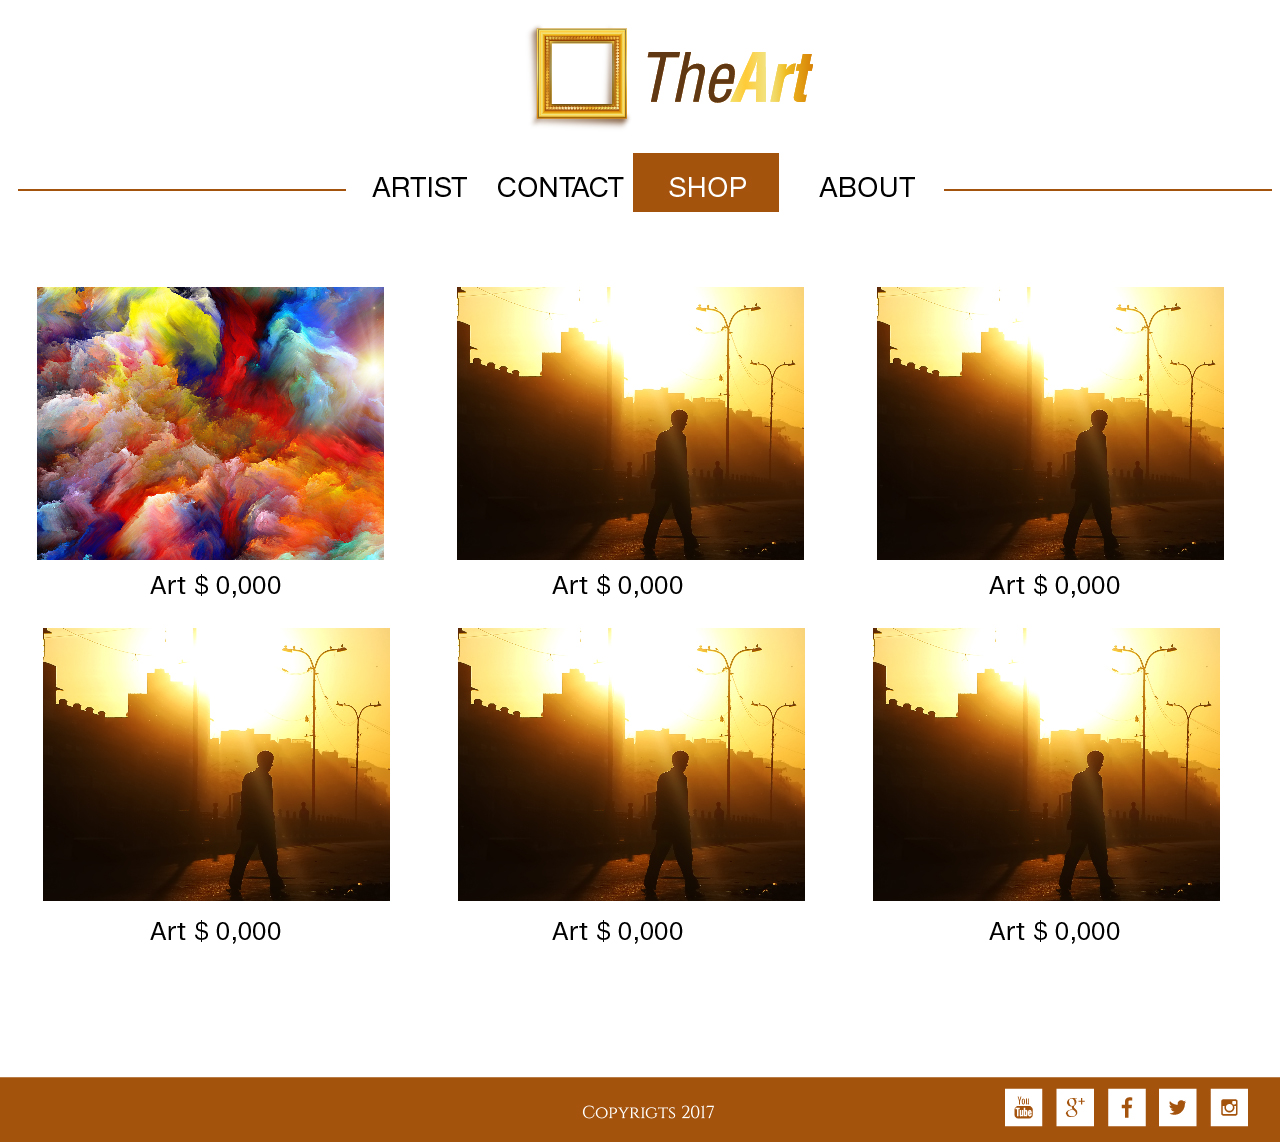 TheArt
ARTIST CONTACT SHOP ABOUT
Art $ 0,000 Art $ 0,000 Art $ 0,000
Art $ 0,000 Art $ 0,000 Art $ 0,000
Copyrigts 2017 You Tube g+ f